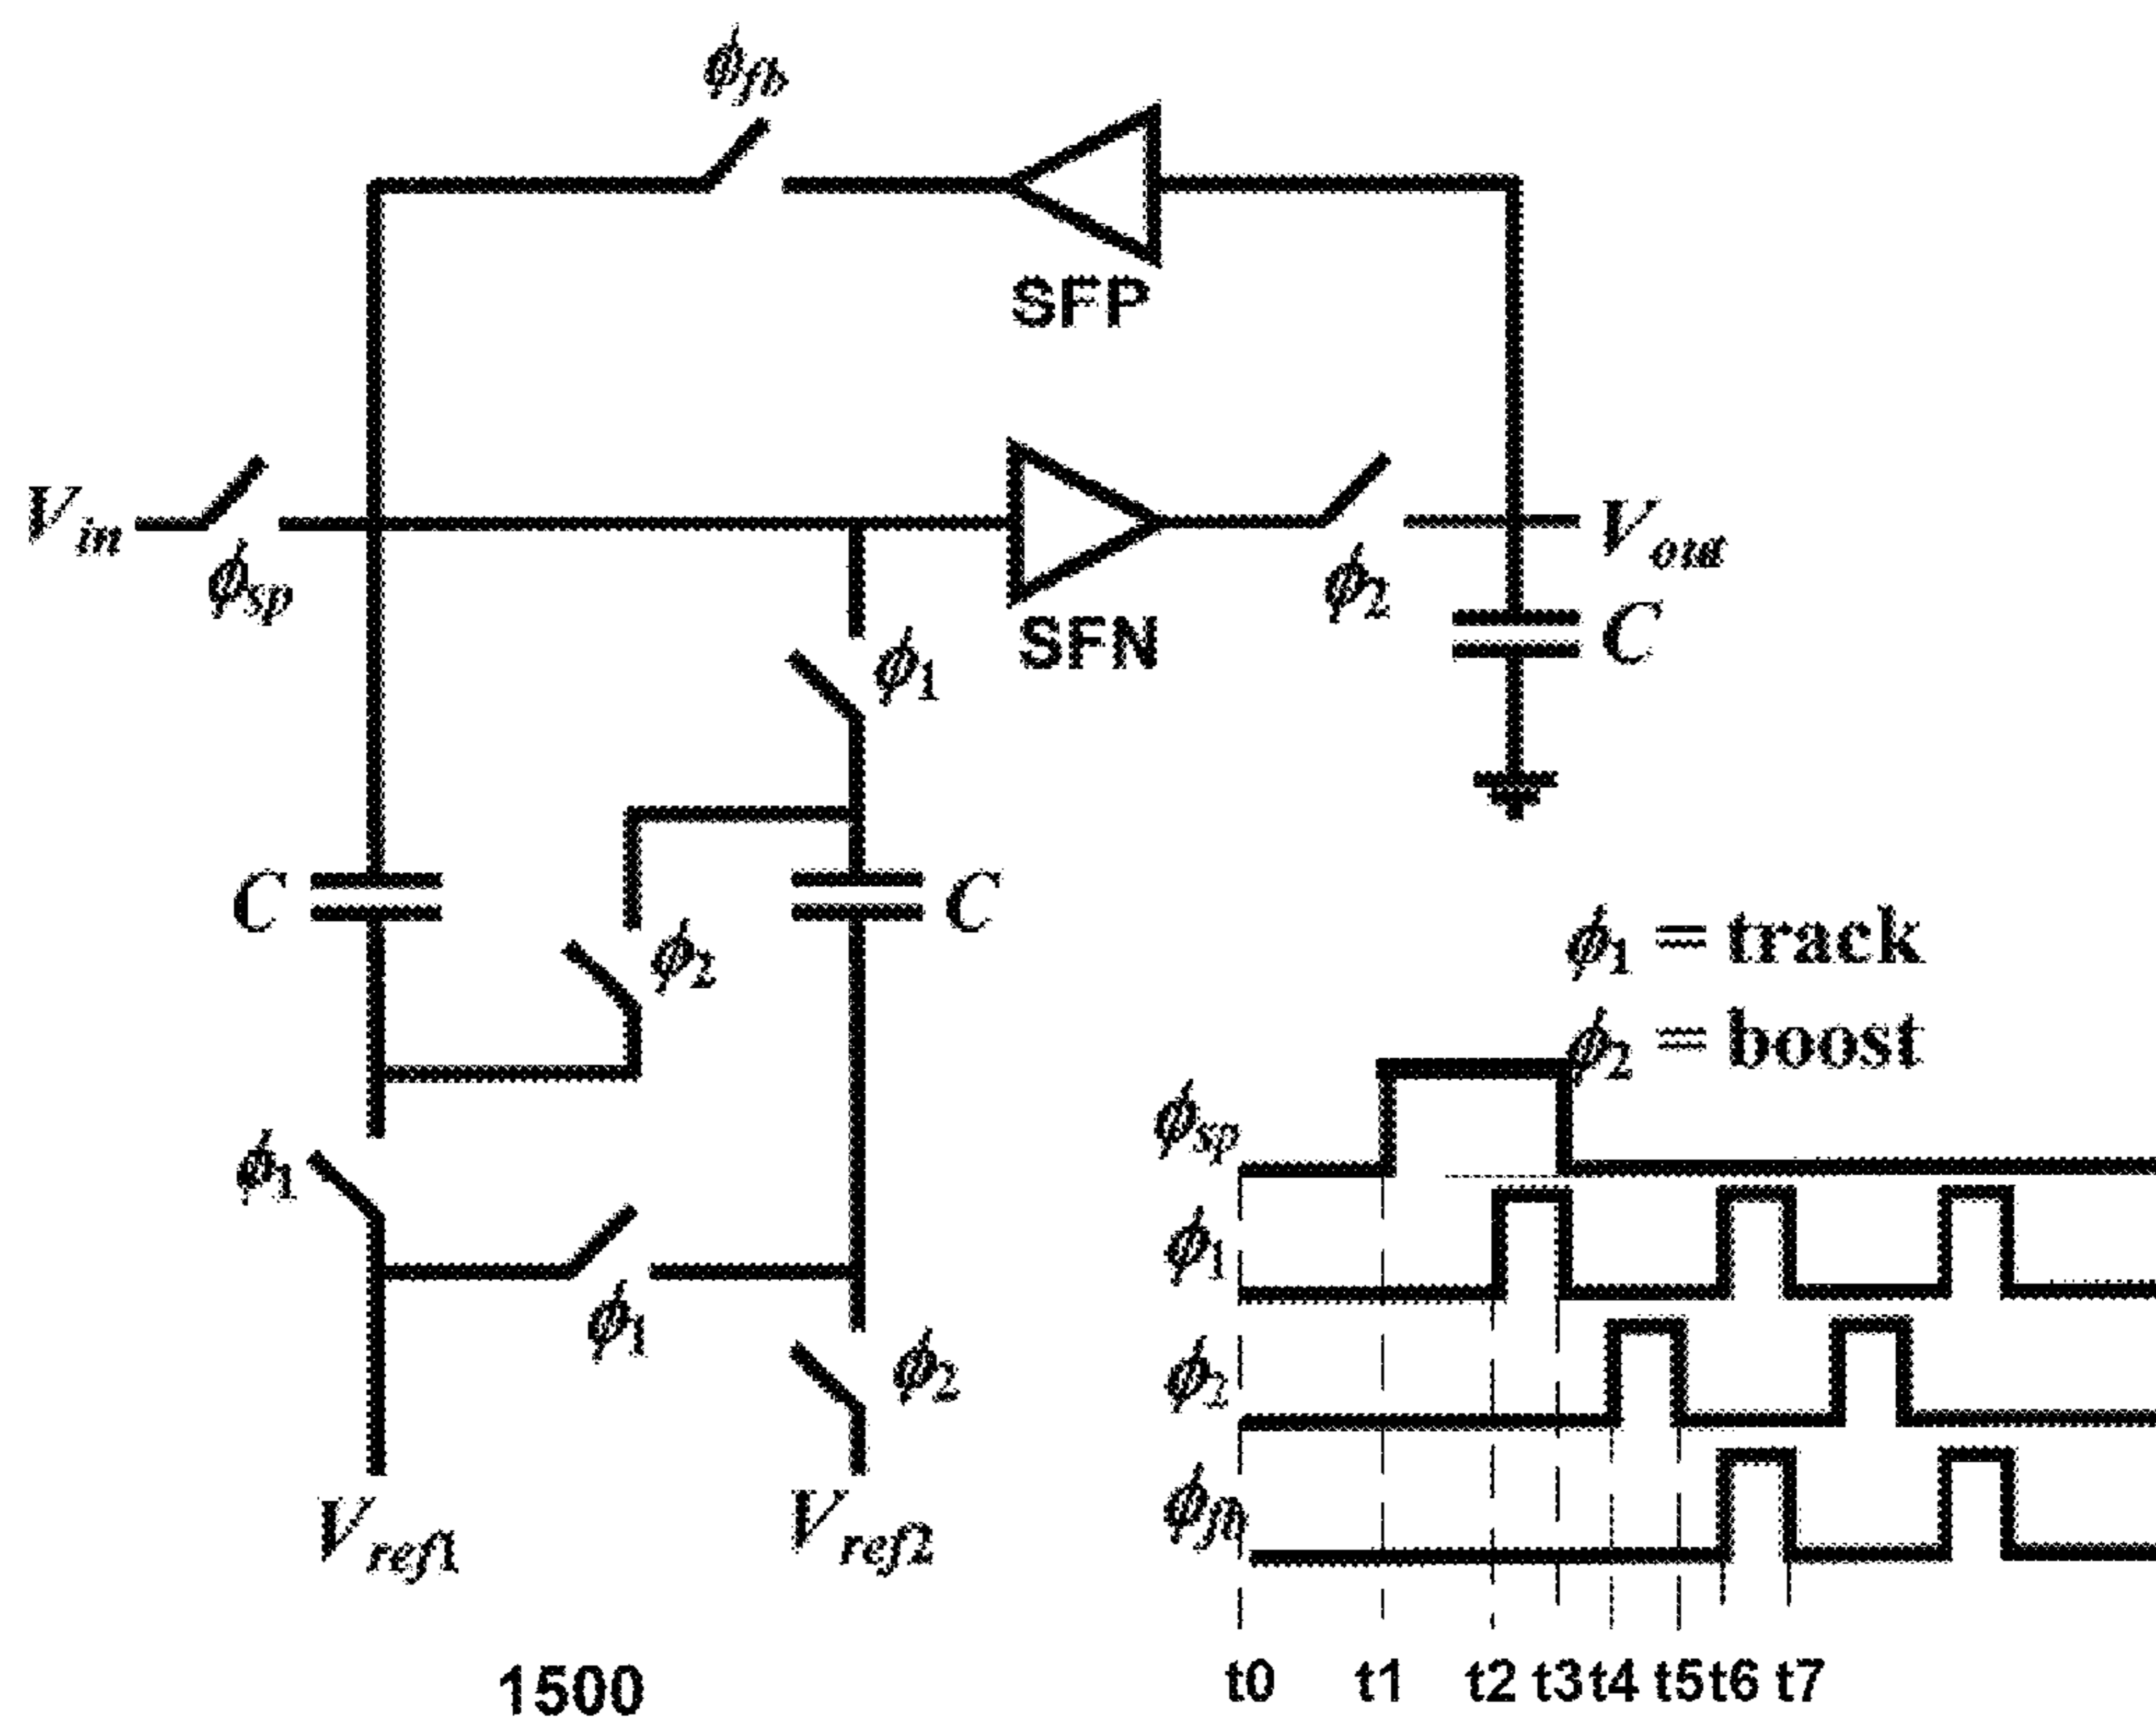 ϕfb
SFP
Vin
ϕsp
SFN
ϕ2
Vout
C
ϕ1
C
ϕ2
C
ϕ1 = track
ϕ2 = boost
ϕ1
ϕ1
ϕ2
Vref1
Vref2
ϕsp
ϕ1
ϕ2
ϕfb
t0 t1 t2 t3 t4 t5 t6 t7
1500